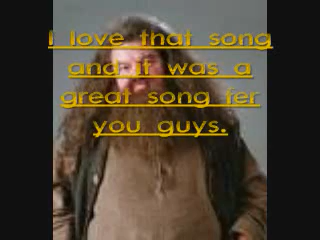 I love that song
and it was a
great song fer
you guys.